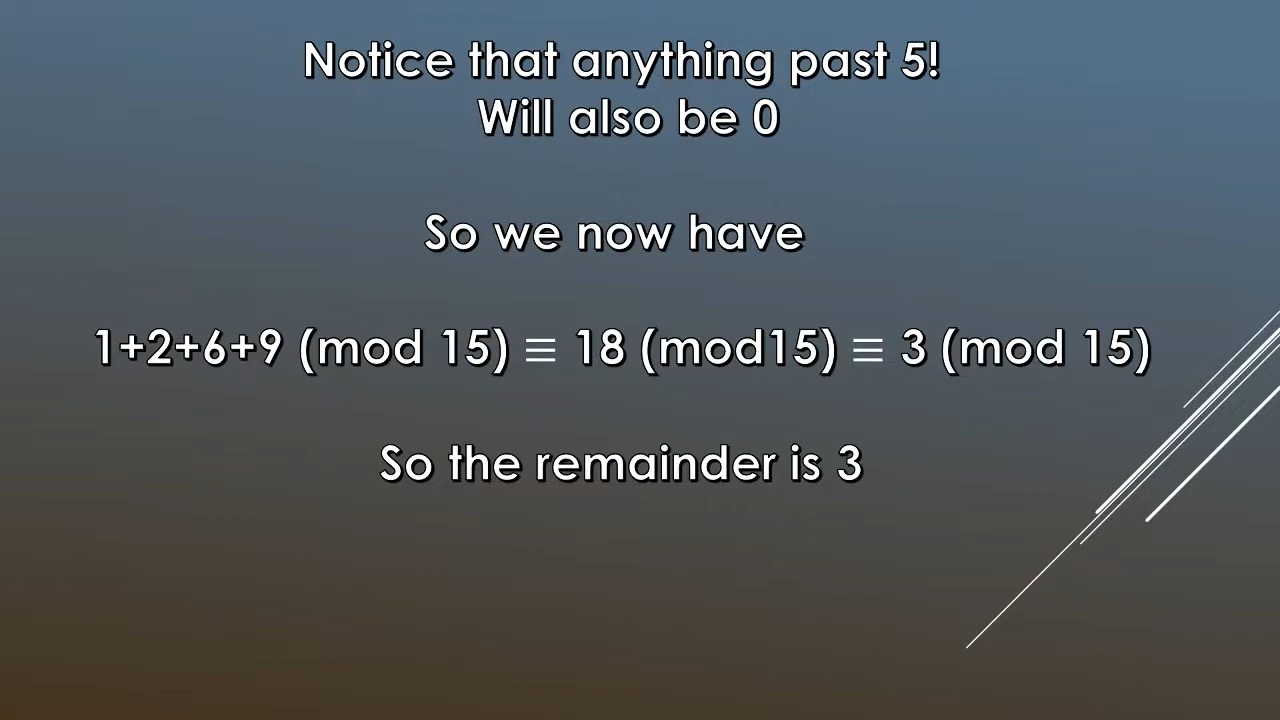 Notice that anything past 5!
Will also be 0
So we now have
1+2+6+9 (mod 15) ≡ 18 (mod15) ≡ 3 (mod 15)
So the remainder is 3